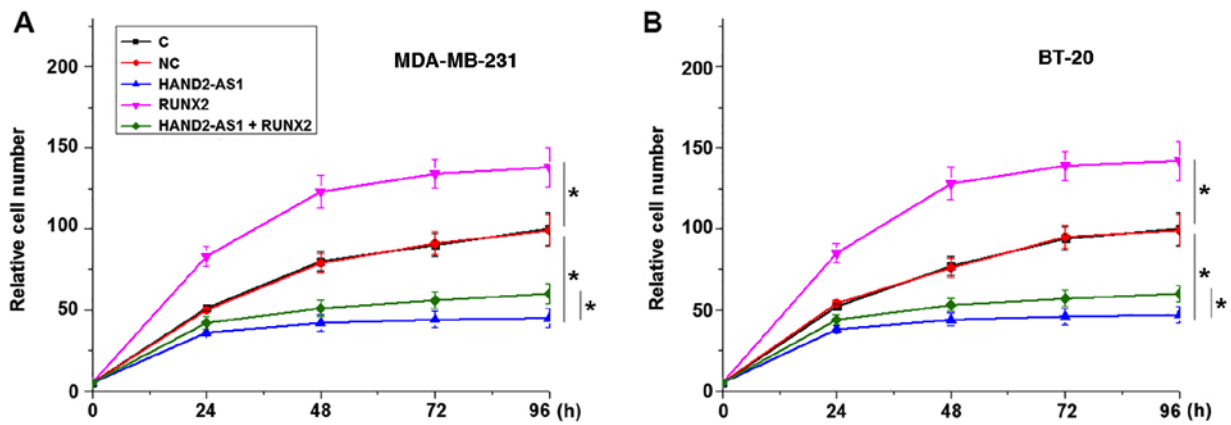 A
C
NC
HAND2-AS1
RUNX2
HAND2-AS1 + RUNX2
MDA-MB-231
Relative cell number
200
150
100
50
0
0 24 48 72 96 (h)
*
*
*
B
BT-20
Relative cell number
200
150
100
50
0
0 24 48 72 96 (h)
*
*
*